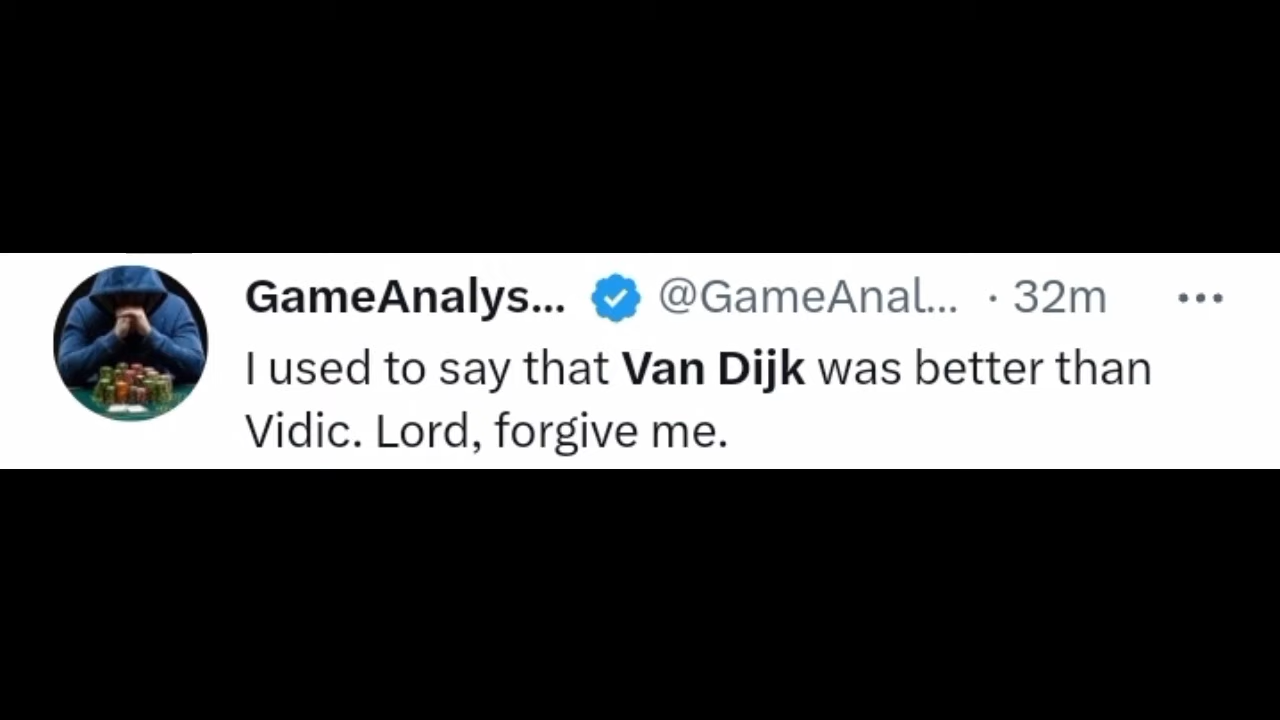 GameAnalys... @GameAnal... · 32m
I used to say that Van Dijk was better than
Vidic. Lord, forgive me.